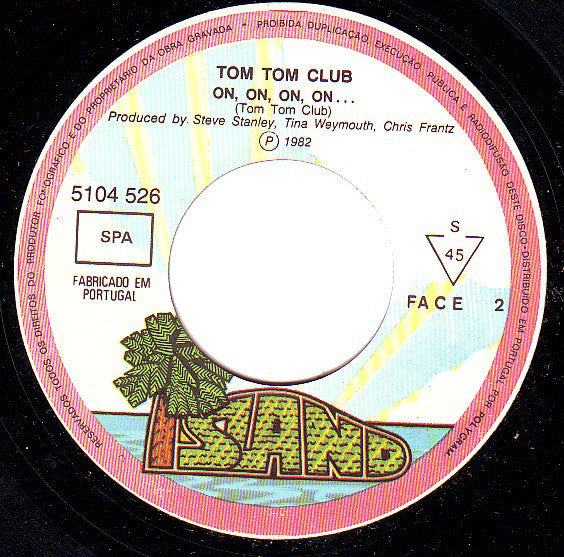 RESERVADOS TODOS OS DIREITOS DO PRODUTOR FONOGRÁFICO E DO PROPRIETÁRIO DA OBRA GRAVADA • PROIBIDA DUPLICAÇÃO, EXECUÇÃO, PÚBLICA E RADIODIFUSÃO DESTE DISCO-DISTRIBUIDO EM PORTUGAL POR POLYGRAM
TOM TOM CLUB
ON, ON, ON, ON...
(Tom Tom Club)
Produced by Steve Stanley, Tina Weymouth, Chris Frantz
Ⓟ 1982
5104 526
SPA
FABRICADO EM
PORTUGAL
S
45
FACE 2
ISLAND